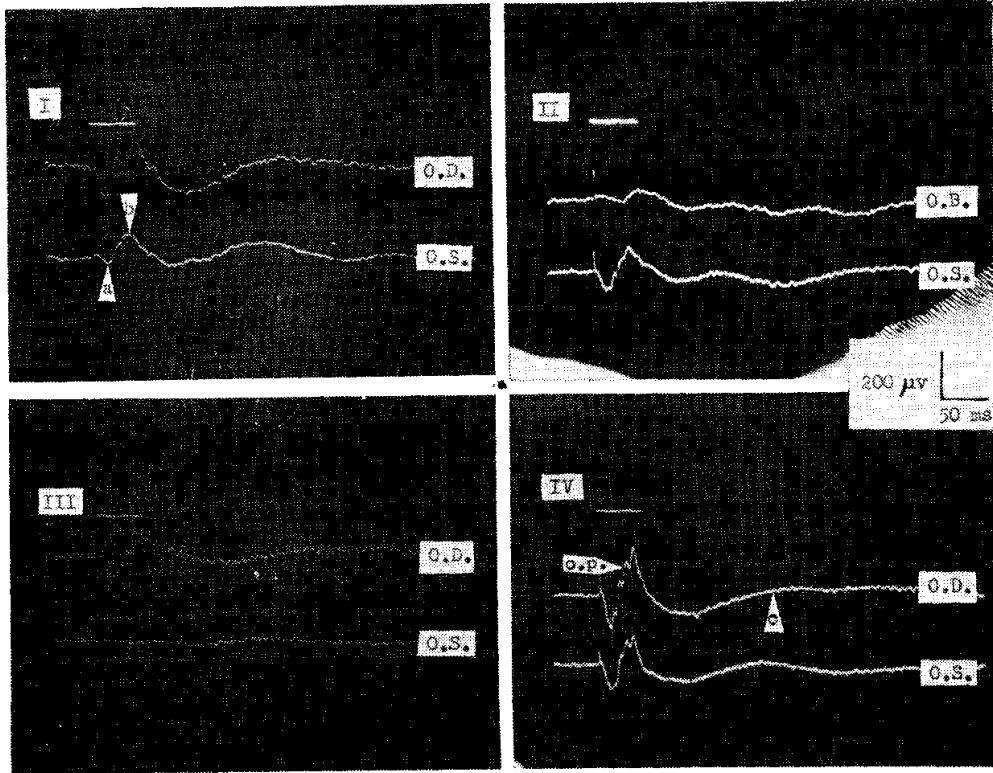 I
O.D.
b
O.S.
a
II
O.B.
O.S.
200 μv
50 ms
III
O.D.
O.S.
IV
o.p.
O.D.
c
O.S.